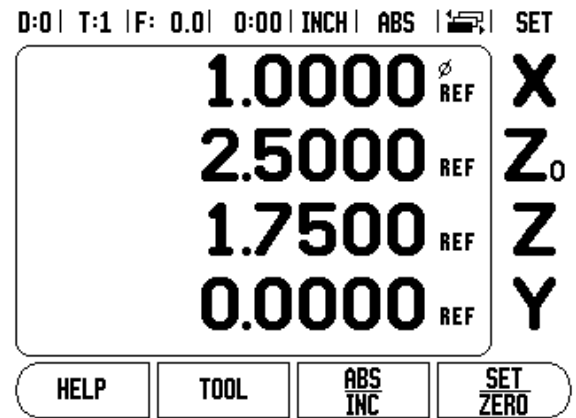 D:0 | T:1 | F: 0.0 | 0:00 | INCH | ABS | SET
1.0000 Ø REF X
2.5000 REF Z0
1.7500 REF Z
0.0000 REF Y
HELP TOOL ABS INC SET ZERO